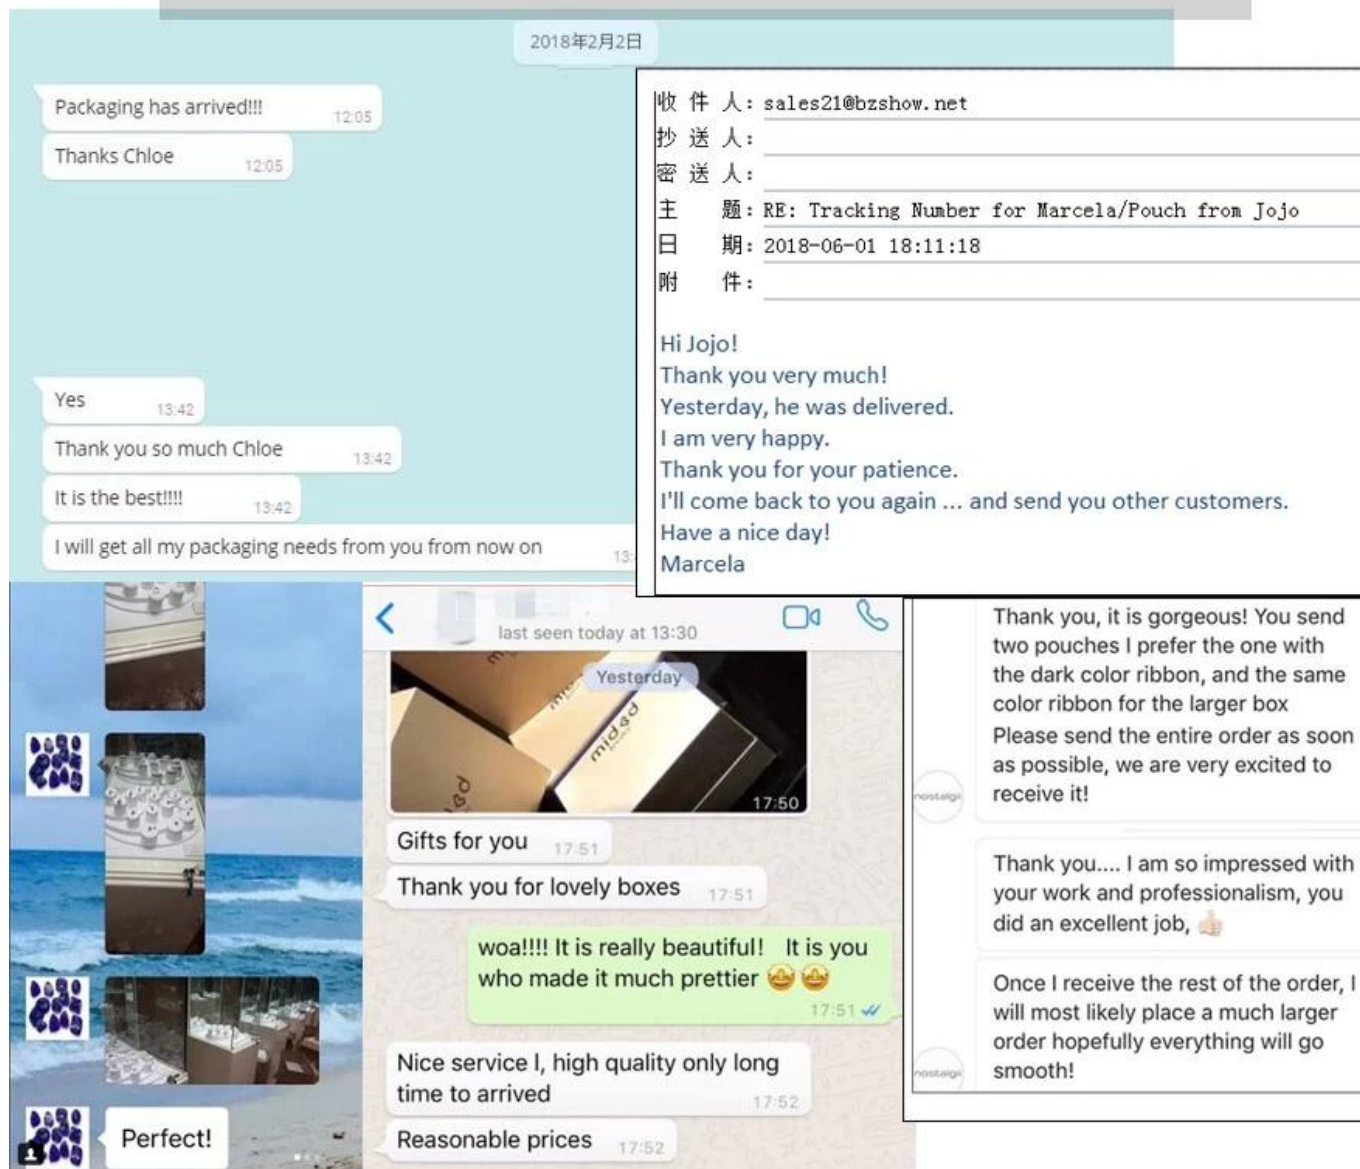 2018年2月2日
Packaging has arrived!!!
12:05
Thanks Chloe
12:05
Yes
13:42
Thank you so much Chloe
13:42
It is the best!!!!
13:42
I will get all my packaging needs from you from now on
收件人: sales21@bzshow.net
抄送人:
密送人:
主 题: RE: Tracking Number for Marcela/Pouch from Jojo
日 期: 2018-06-01 18:11:18
附 件:
Hi Jojo!
Thank you very much!
Yesterday, he was delivered.
I am very happy.
Thank you for your patience.
I'll come back to you again ... and send you other customers.
Have a nice day!
Marcela
Perfect!
last seen today at 13:30
Yesterday
17:50
Gifts for you
17:51
Thank you for lovely boxes
17:51
woa!!!! It is really beautiful! It is you
who made it much prettier 🤩🤩
17:51
Nice service I, high quality only long
time to arrived
17:52
Reasonable prices
17:52
Thank you, it is gorgeous! You send
two pouches I prefer the one with
the dark color ribbon, and the same
color ribbon for the larger box
Please send the entire order as soon
as possible, we are very excited to
receive it!
Thank you.... I am so impressed with
your work and professionalism, you
did an excellent job, 👍🏻
Once I receive the rest of the order, I
will most likely place a much larger
order hopefully everything will go
smooth!